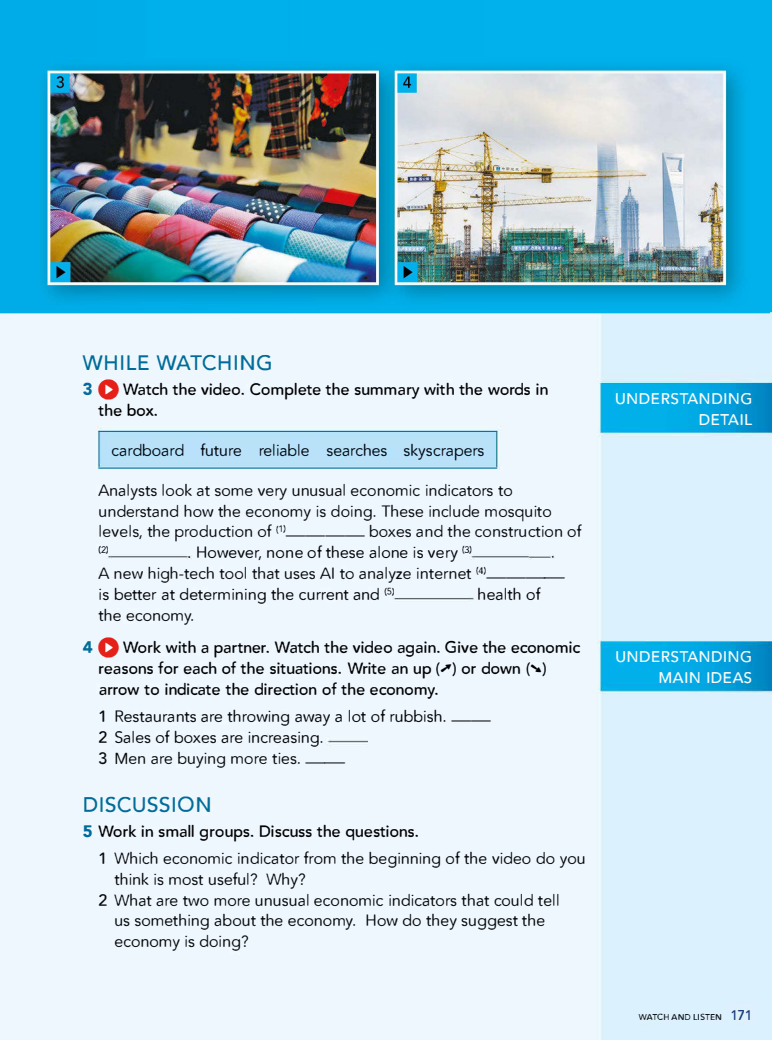 3
4
WHILE WATCHING
3 Watch the video. Complete the summary with the words in
the box.
UNDERSTANDING
DETAIL
cardboard future reliable searches skyscrapers
Analysts look at some very unusual economic indicators to
understand how the economy is doing. These include mosquito
levels, the production of (1)__________ boxes and the construction of
(2)__________. However, none of these alone is very (3)__________.
A new high-tech tool that uses AI to analyze internet (4)__________
is better at determining the current and (5)__________ health of
the economy.
4 Work with a partner. Watch the video again. Give the economic
reasons for each of the situations. Write an up (➚) or down (➘)
arrow to indicate the direction of the economy.
UNDERSTANDING
MAIN IDEAS
1 Restaurants are throwing away a lot of rubbish. _____
2 Sales of boxes are increasing. _____
3 Men are buying more ties. _____
DISCUSSION
5 Work in small groups. Discuss the questions.
1 Which economic indicator from the beginning of the video do you
think is most useful? Why?
2 What are two more unusual economic indicators that could tell
us something about the economy. How do they suggest the
economy is doing?
WATCH AND LISTEN 171